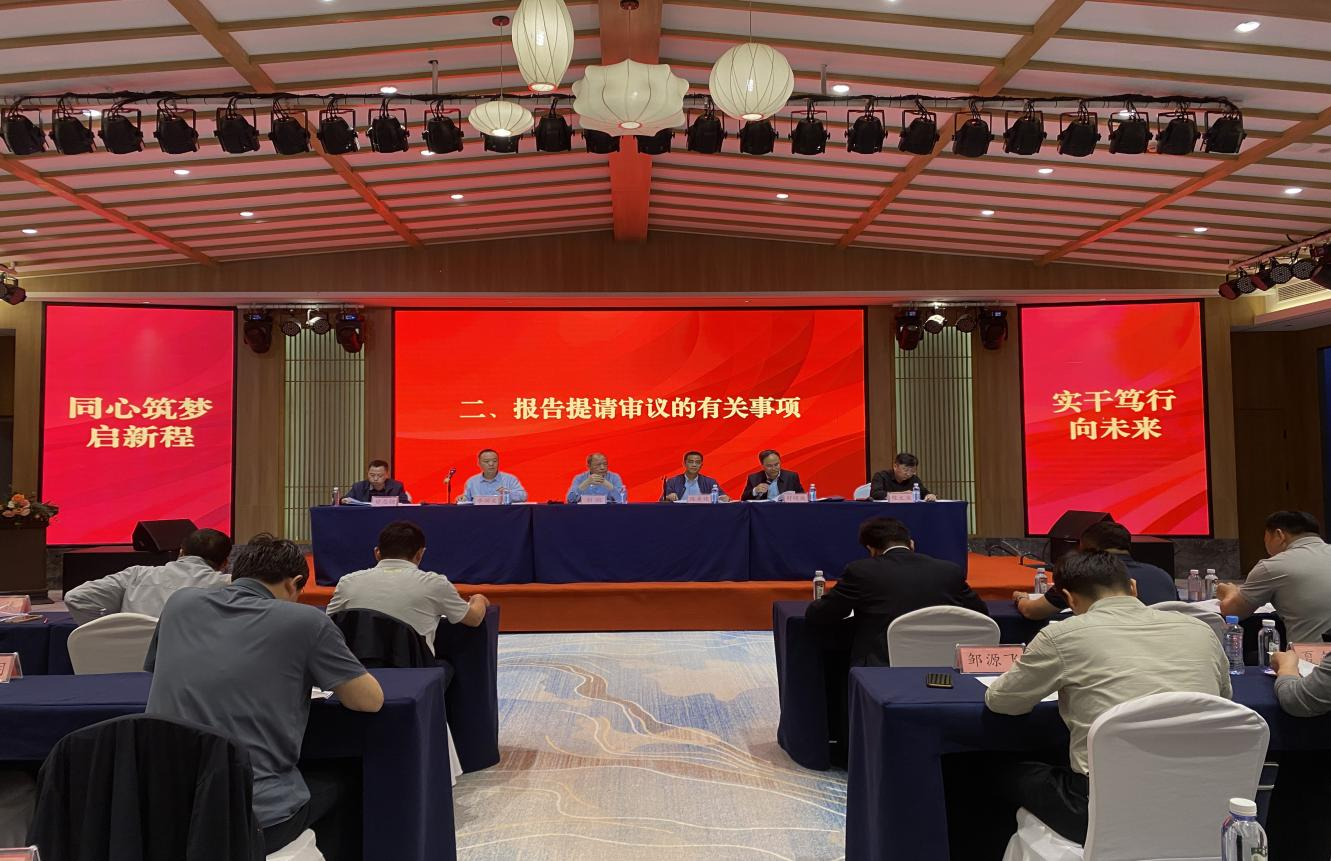 同心筑梦
启新程
二、报告提请审议的有关事项
实干笃行
向未来
邹源飞